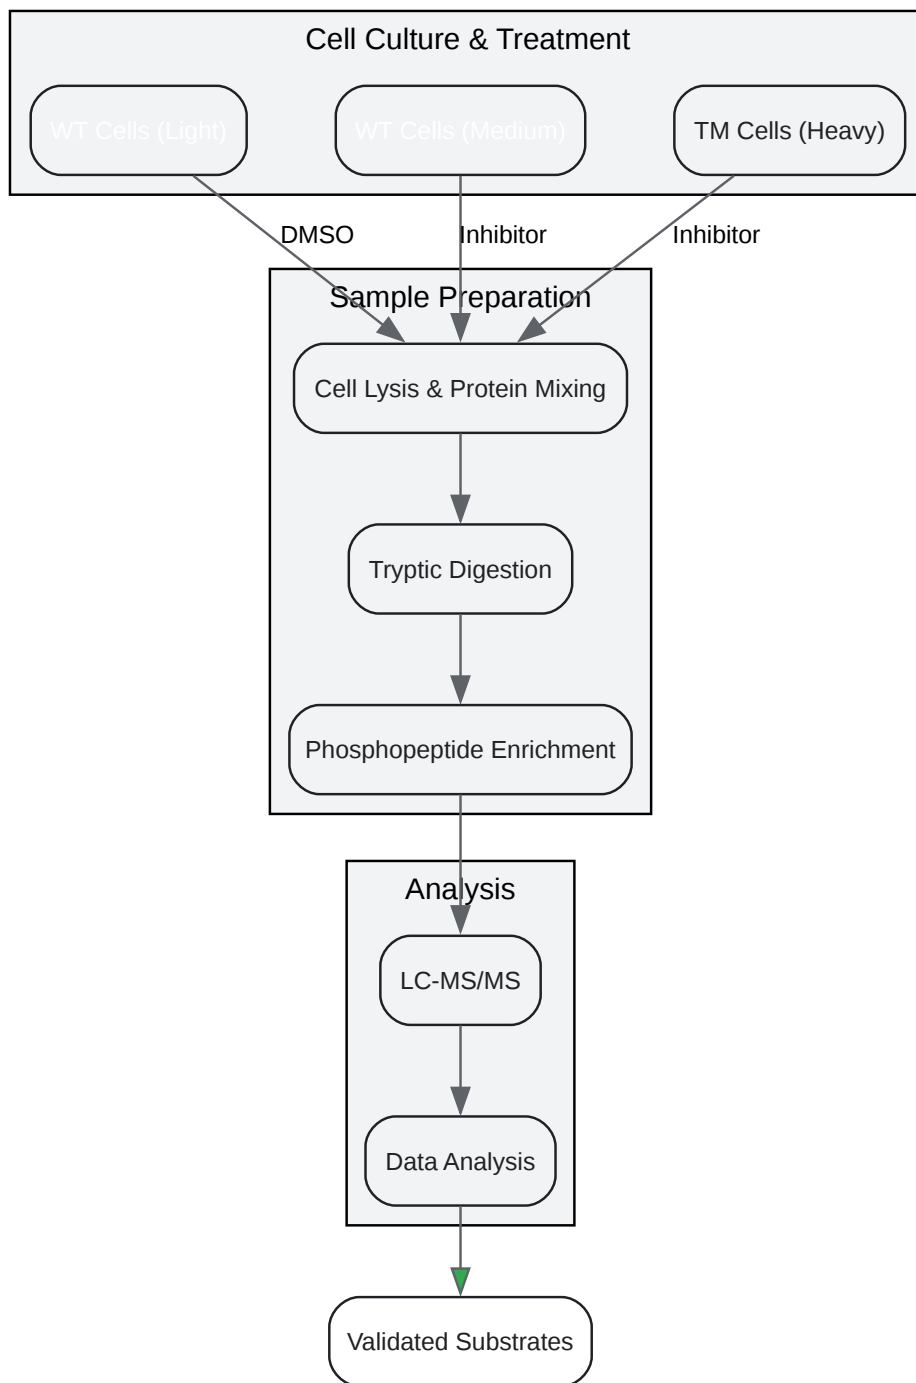 Cell Culture & Treatment
WT Cells (Light)
WT Cells (Medium)
TM Cells (Heavy)
DMSO
Inhibitor
Inhibitor
Sample Preparation
Cell Lysis & Protein Mixing
Tryptic Digestion
Phosphopeptide Enrichment
Analysis
LC-MS/MS
Data Analysis
Validated Substrates